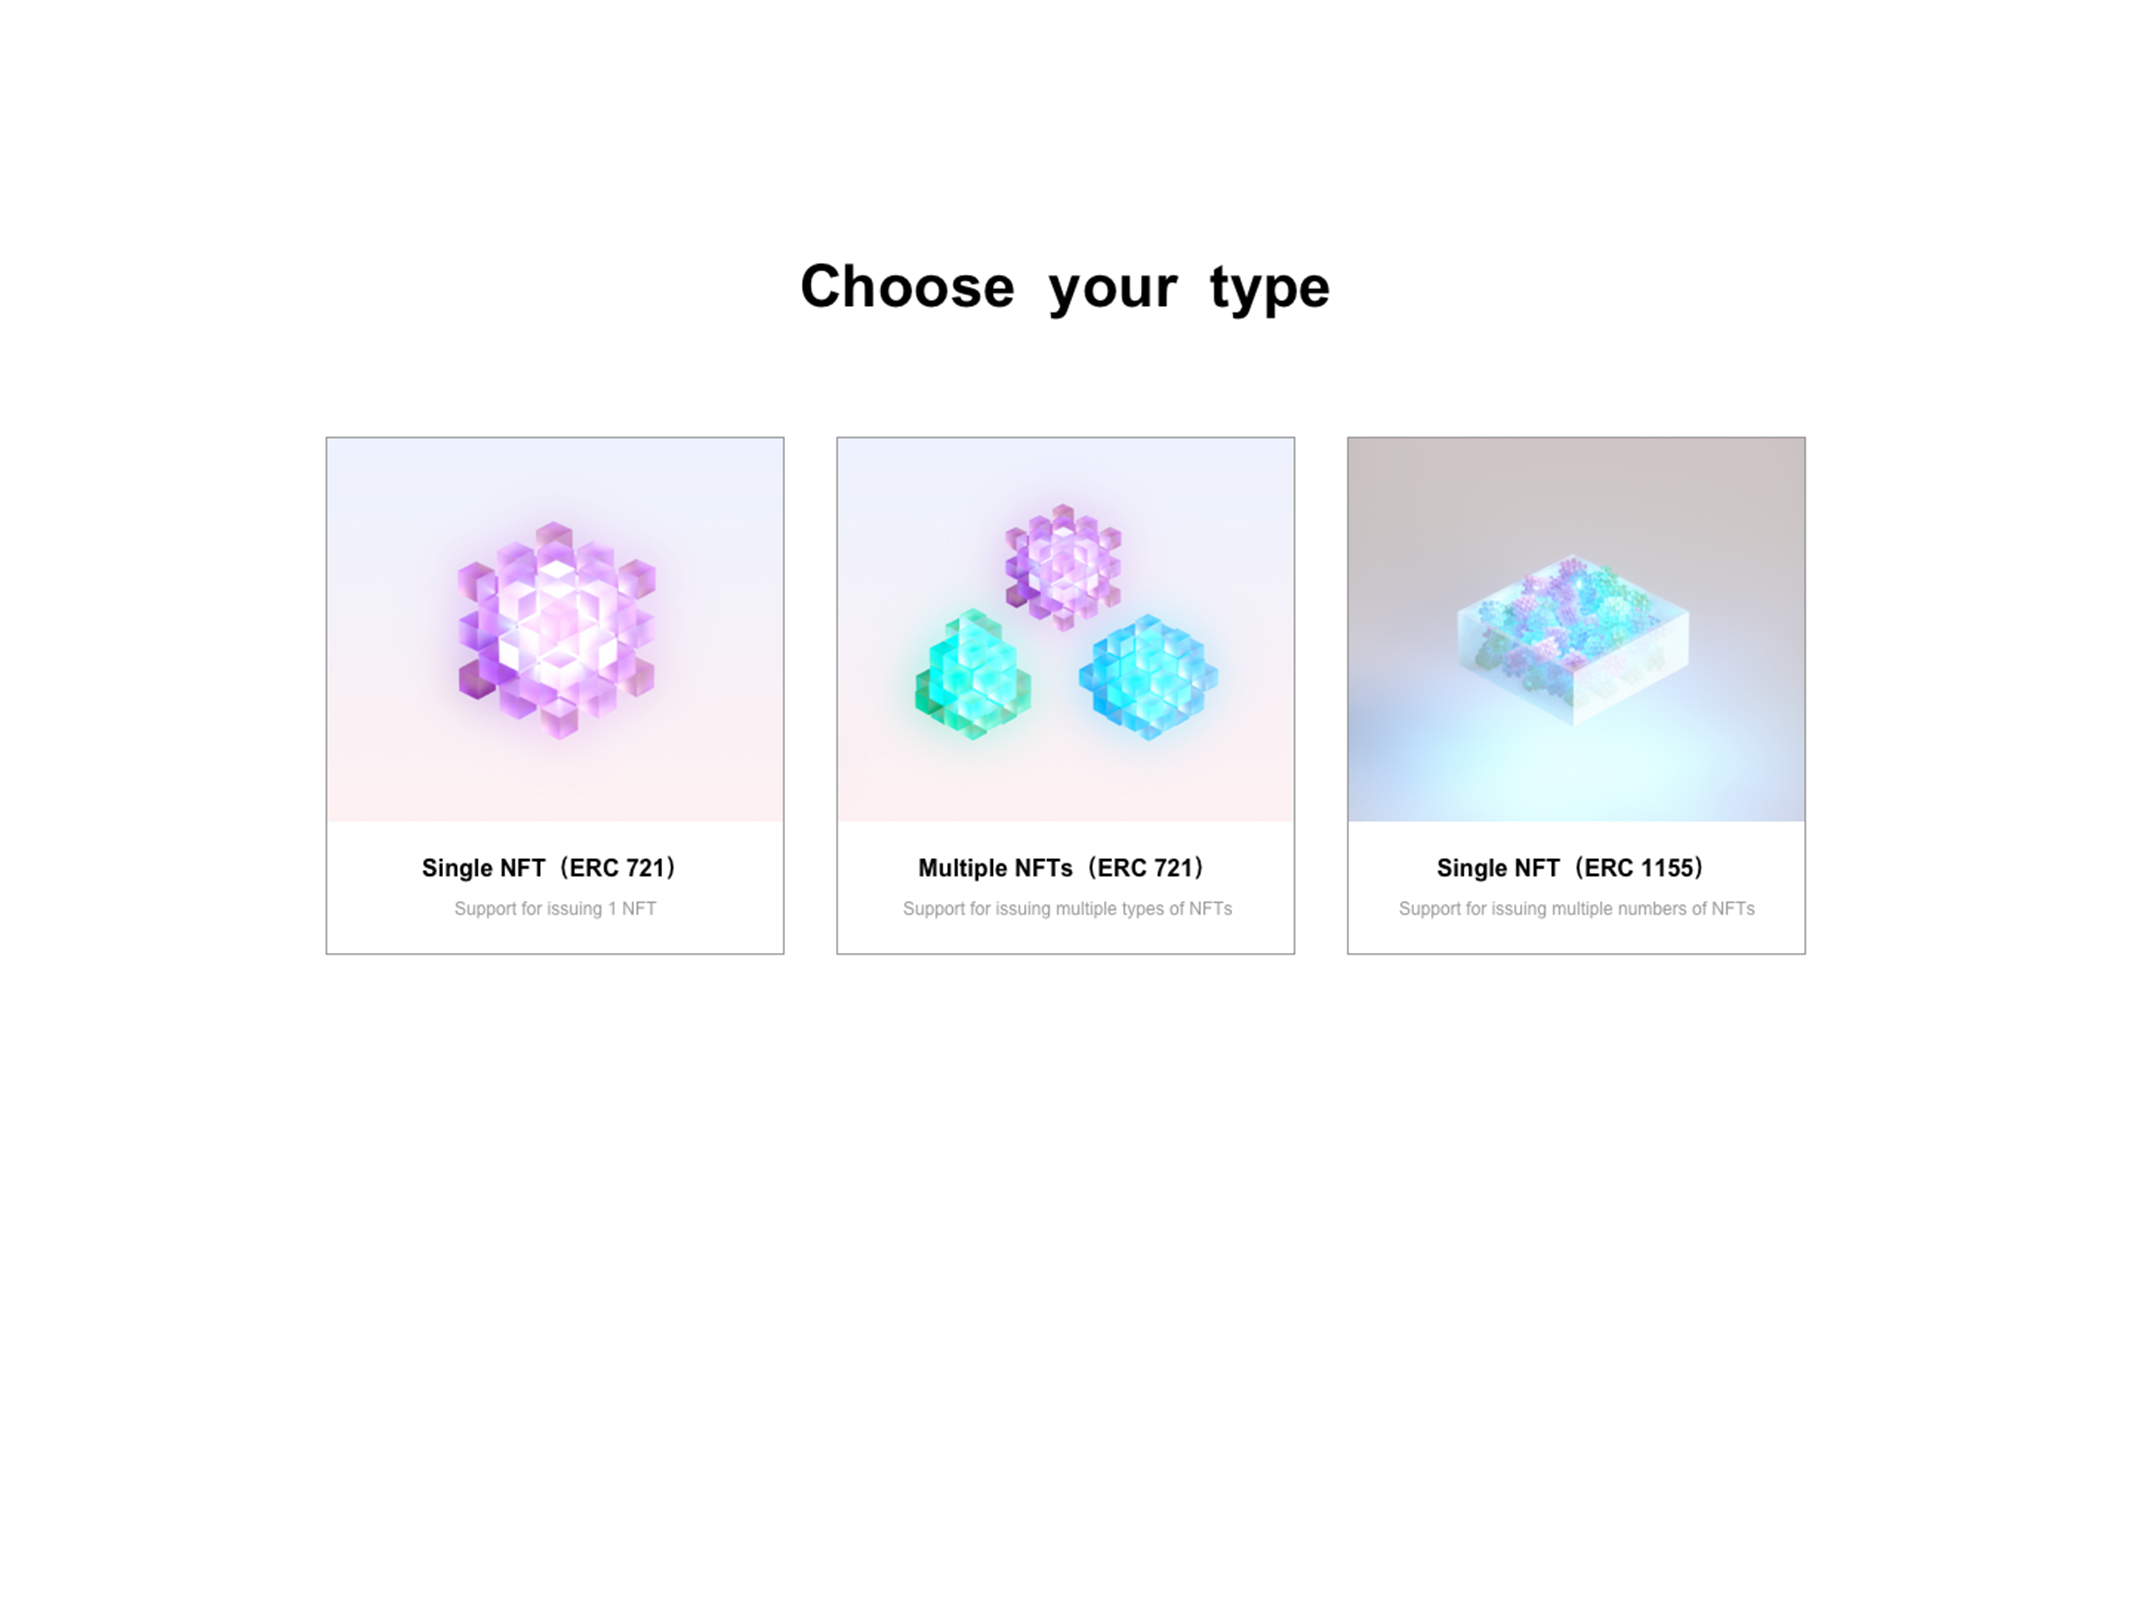 Choose your type
Single NFT（ERC 721）
Support for issuing 1 NFT
Multiple NFTs（ERC 721）
Support for issuing multiple types of NFTs
Single NFT（ERC 1155）
Support for issuing multiple numbers of NFTs